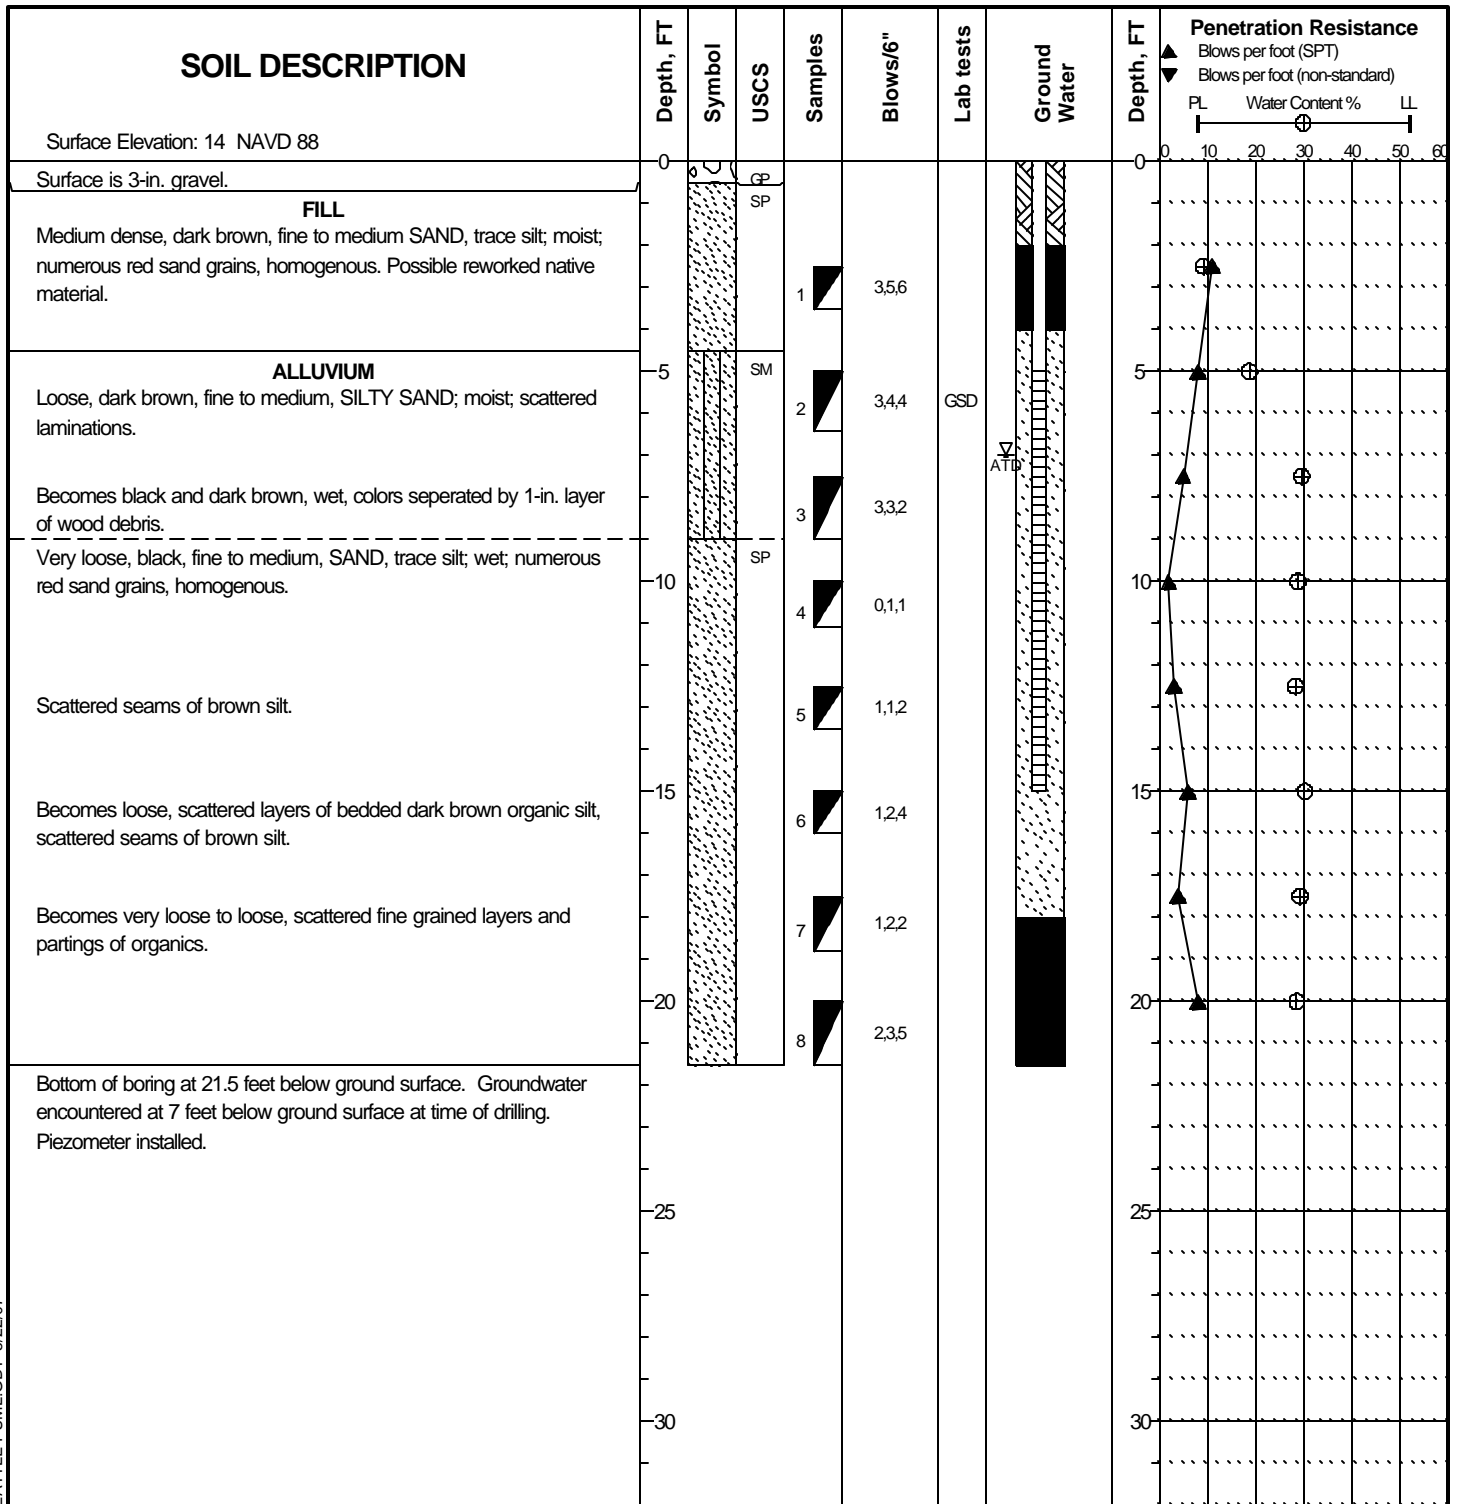 SOIL DESCRIPTION
Surface Elevation: 14 NAVD 88
Depth, FT
Symbol
USCS
Samples
Blows/6"
Lab tests
Ground
Water
Depth, FT
Penetration Resistance
Blows per foot (SPT)
Blows per foot (non-standard)
PL Water Content % LL
0 10 20 30 40 50 60
0
0
Surface is 3-in. gravel.
GP
FILL
SP
Medium dense, dark brown, fine to medium SAND, trace silt; moist;
numerous red sand grains, homogenous. Possible reworked native
material.
1
3,5,6
ALLUVIUM
5
SM
5
Loose, dark brown, fine to medium, SILTY SAND; moist; scattered
laminations.
2
3,4,4
GSD
ATD
Becomes black and dark brown, wet, colors seperated by 1-in. layer
of wood debris.
3
3,3,2
Very loose, black, fine to medium, SAND, trace silt; wet; numerous
red sand grains, homogenous.
SP
10
10
4
0,1,1
Scattered seams of brown silt.
5
1,1,2
15
15
Becomes loose, scattered layers of bedded dark brown organic silt,
scattered seams of brown silt.
6
1,2,4
Becomes very loose to loose, scattered fine grained layers and
partings of organics.
7
1,2,2
20
20
8
2,3,5
Bottom of boring at 21.5 feet below ground surface. Groundwater
encountered at 7 feet below ground surface at time of drilling.
Piezometer installed.
25
25
30
30